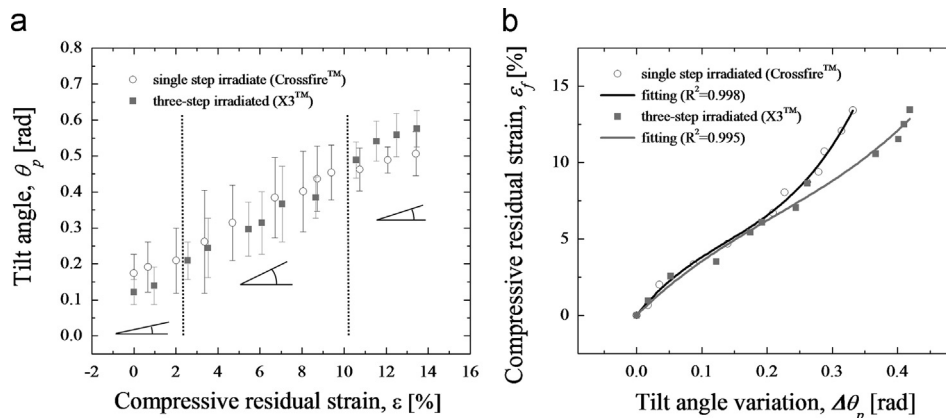 a
Tilt angle, θp [rad]
0.8
0.7
0.6
0.5
0.4
0.3
0.2
0.1
0.0
single step irradiate (Crossfire™)
three-step irradiated (X3™)
-2 0 2 4 6 8 10 12 14 16
Compressive residual strain, ε [%]
b
Compressive residual strain, εf [%]
15
10
5
0
single step irradiated (Crossfire™)
fitting (R²=0.998)
three-step irradiated (X3™)
fitting (R²=0.995)
0.0 0.1 0.2 0.3 0.4
Tilt angle variation, Δθp [rad]